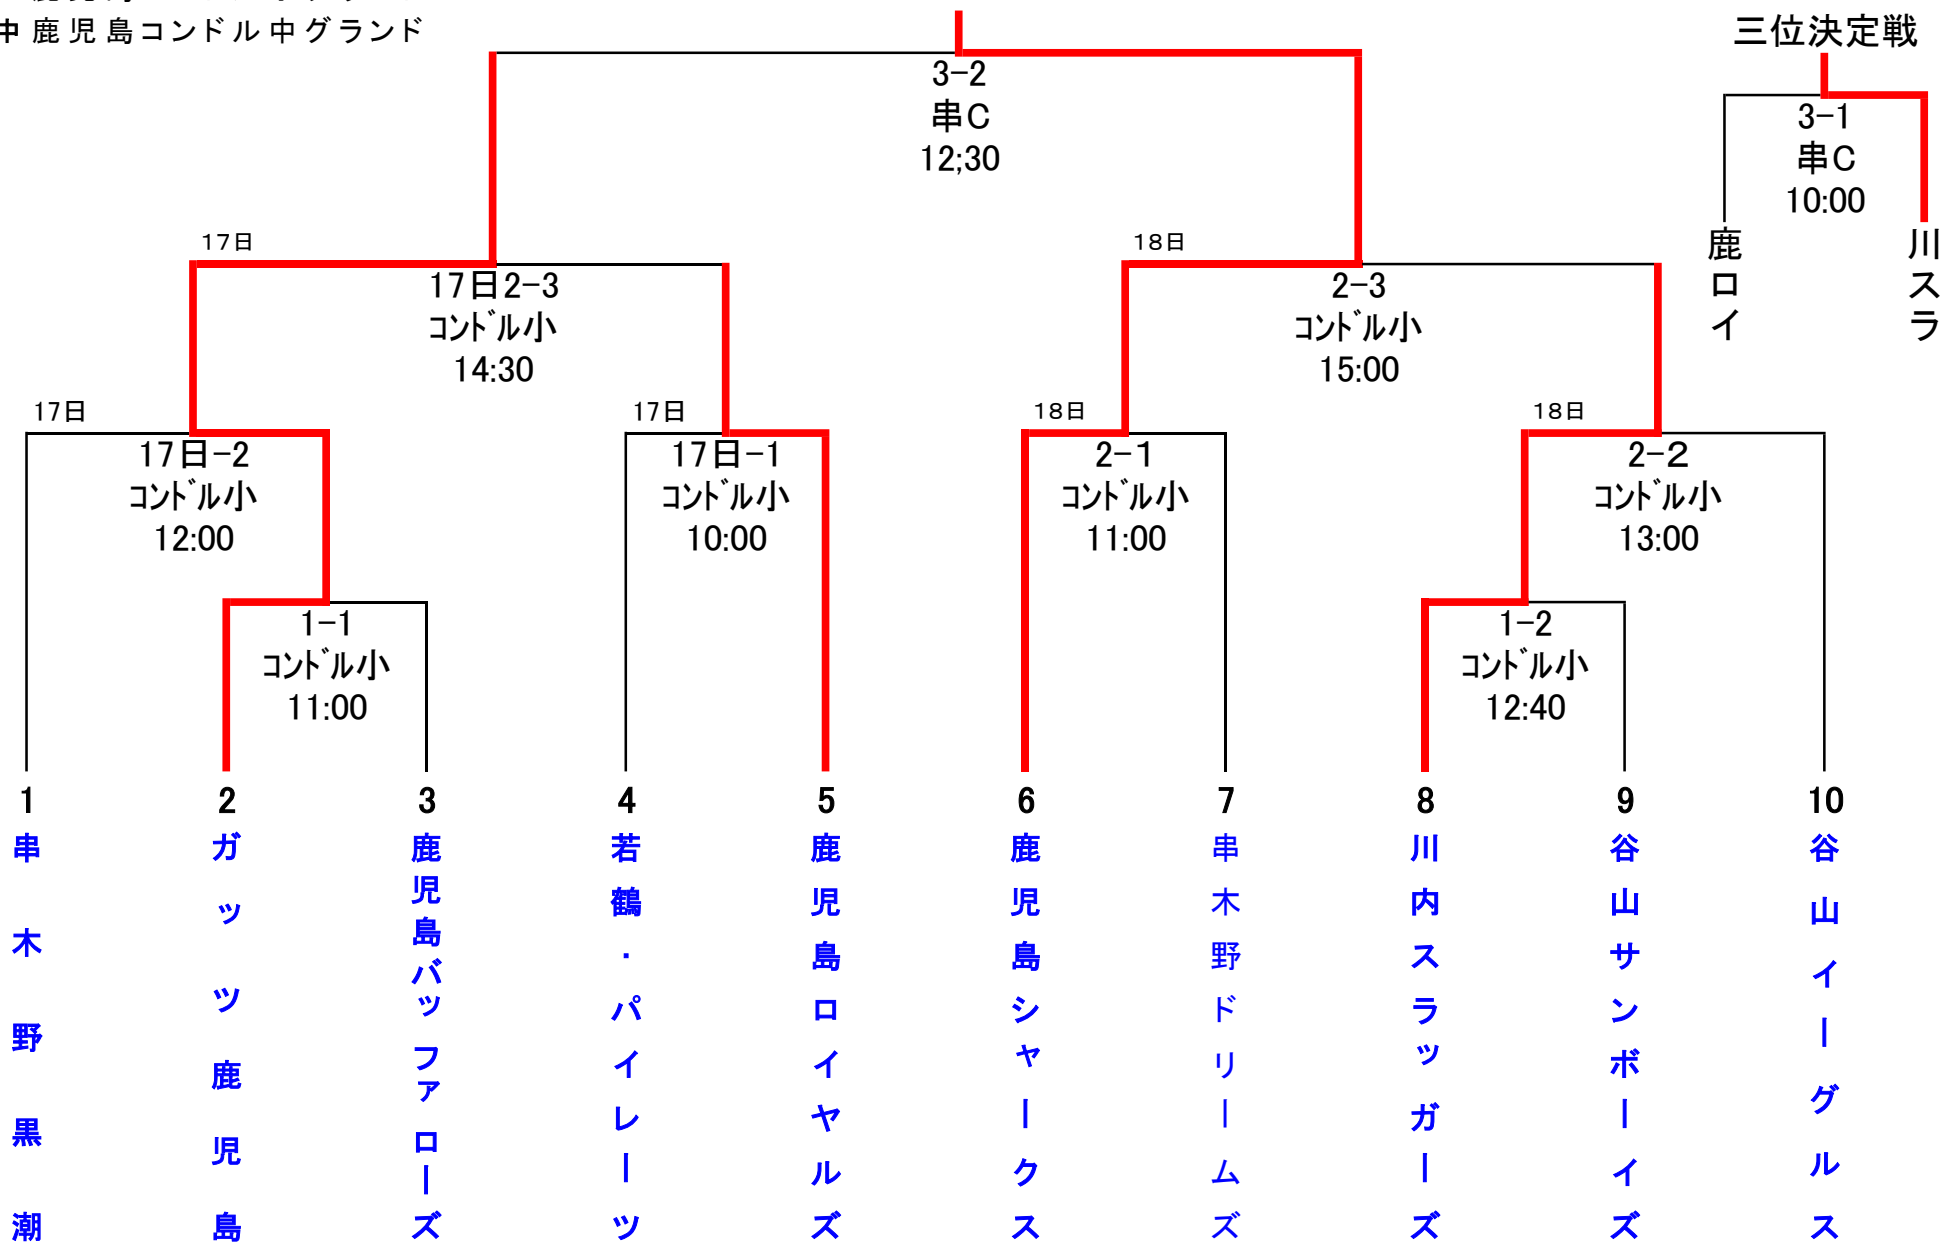 中鹿児島コンドル中グランド
三位決定戦
3-2
串C
12;30
3-1
串C
10:00
鹿ロイ
川スラ
17日
18日
17日2-3
コンドル小
14:30
2-3
コンドル小
15:00
17日
17日
18日
18日
17日-2
コンドル小
12:00
17日-1
コンドル小
10:00
2-1
コンドル小
11:00
2-2
コンドル小
13:00
1-1
コンドル小
11:00
1-2
コンドル小
12:40
1
2
3
4
5
6
7
8
9
10
串木野黒潮
ガッツ鹿児島
鹿児島バッファローズ
若鶴・パイレーツ
鹿児島ロイヤルズ
鹿児島シャークス
串木野ドリームズ
川内スラッガーズ
谷山サンボーイズ
谷山イーグルス